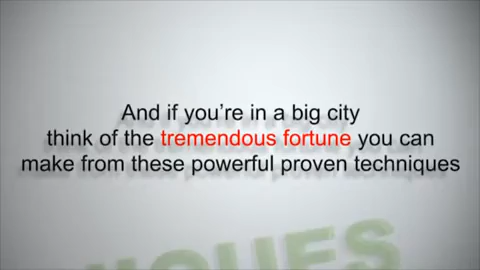 And if you're in a big city
think of the tremendous fortune you can
make from these powerful proven techniques